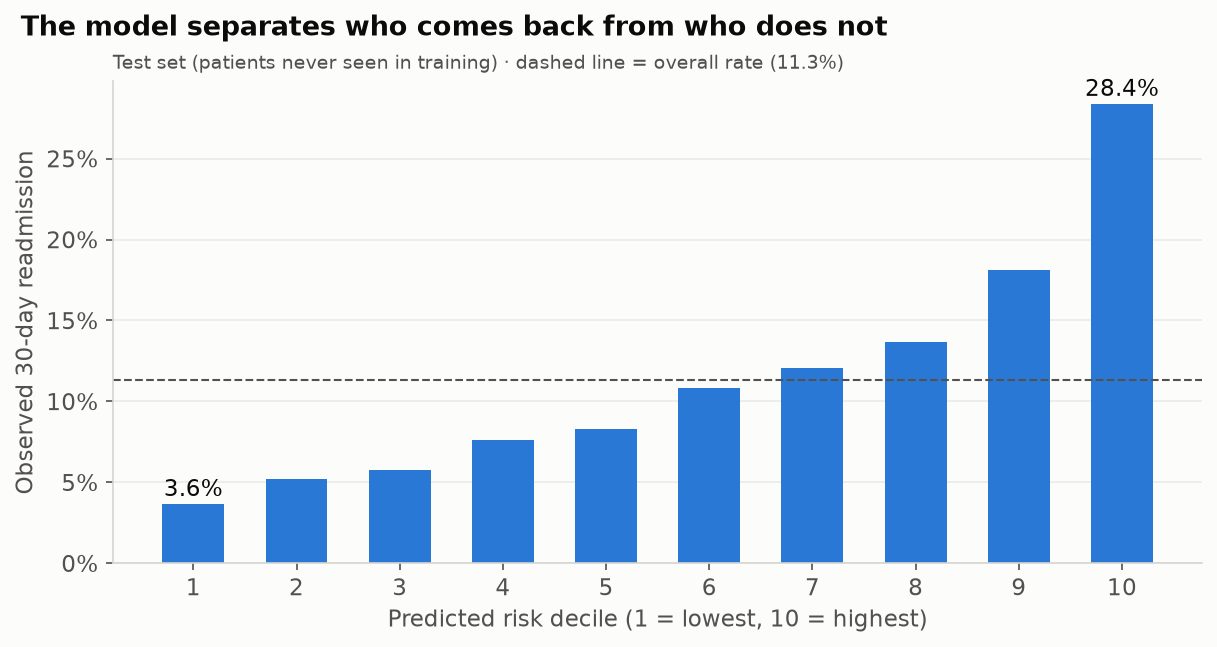 The model separates who comes back from who does not
Test set (patients never seen in training) · dashed line = overall rate (11.3%)
Observed 30-day readmission
25%
20%
15%
10%
5%
0%
3.6%
28.4%
1 2 3 4 5 6 7 8 9 10
Predicted risk decile (1 = lowest, 10 = highest)